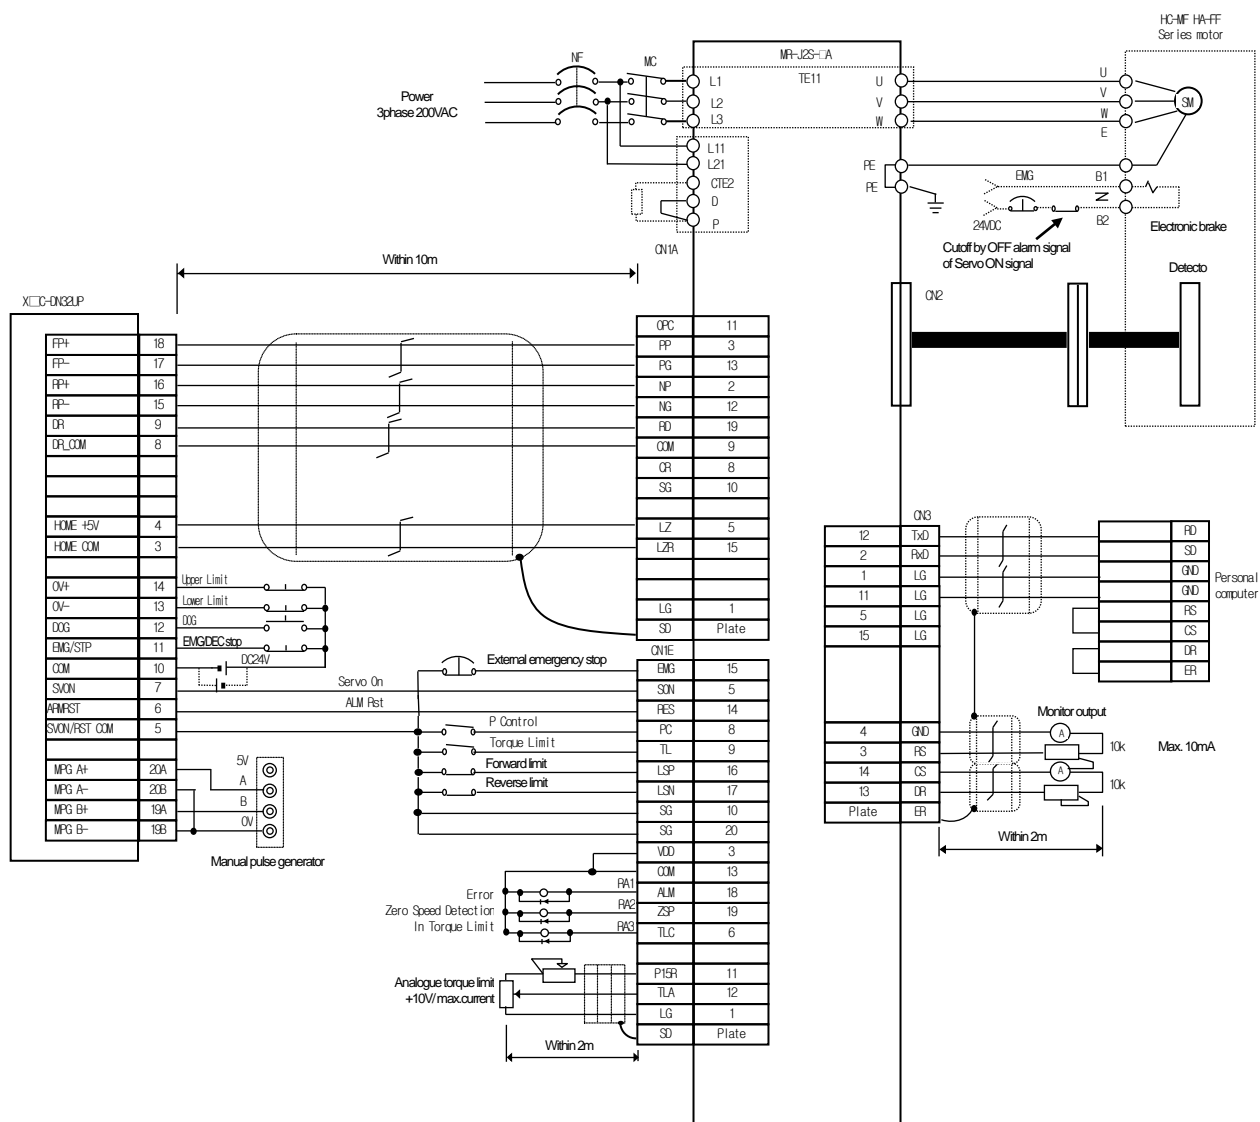 HC-MF HA-FF
Series motor
NF
MC
MR-J2S-□A
TE11
Power
3phase 200VAC
L1
L2
L3
U
V
W
U
V
W
E
SM
L11
L21
CTE2
D
P
PE
PE
EMG
B1
N
24VDC
B2
Electronic brake
Cutoff by OFF alarm signal
of Servo ON signal
Detecto
CN1A
Within 10m
CN2
X□C-DN32UP
FP+ 18
FP- 17
RP+ 16
RP- 15
DR 9
DR_COM 8
HOME +5V 4
HOME COM 3
OV+ 14
OV- 13
DOG 12
EMG/STP 11
COM 10
SVON 7
ARMRST 6
SVON/RST COM 5
MPG A+ 20A
MPG A- 20B
MPG B+ 19A
MPG B- 19B
Upper Limit
Lower Limit
DOG
EMG/DEC stop
DC24V
5V
A
B
0V
Manual pulse generator
OPC 11
PP 3
PG 13
NP 2
NG 12
RD 19
COM 9
CR 8
SG 10
LZ 5
LZR 15
LG 1
SD Plate
CN1E
External emergency stop
Servo On
ALM Rst
P Control
Torque Limit
Forward limit
Reverse limit
EMG 15
SON 5
RES 14
PC 8
TL 9
LSP 16
LSN 17
SG 10
SG 20
VDD 3
COM 13
ALM 18
ZSP 19
TLC 6
P15R 11
TLA 12
LG 1
SD Plate
Error
Zero Speed Detection
In Torque Limit
RA1
RA2
RA3
Analogue torque limit
+10V/max.current
Within 2m
CN3
12 TxD
2 RxD
1 LG
11 LG
5 LG
15 LG
4 GND
3 RS
14 CS
13 DR
Plate ER
RD
SD
GND
GND
RS
CS
DR
ER
Personal
computer
Monitor output
A
10k
Max. 10mA
A
10k
Within 2m